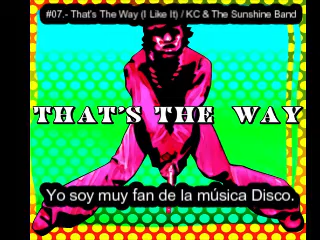 #07.- That's The Way (I Like It) / KC & The Sunshine Band
THAT'S THE WAY
Yo soy muy fan de la música Disco.